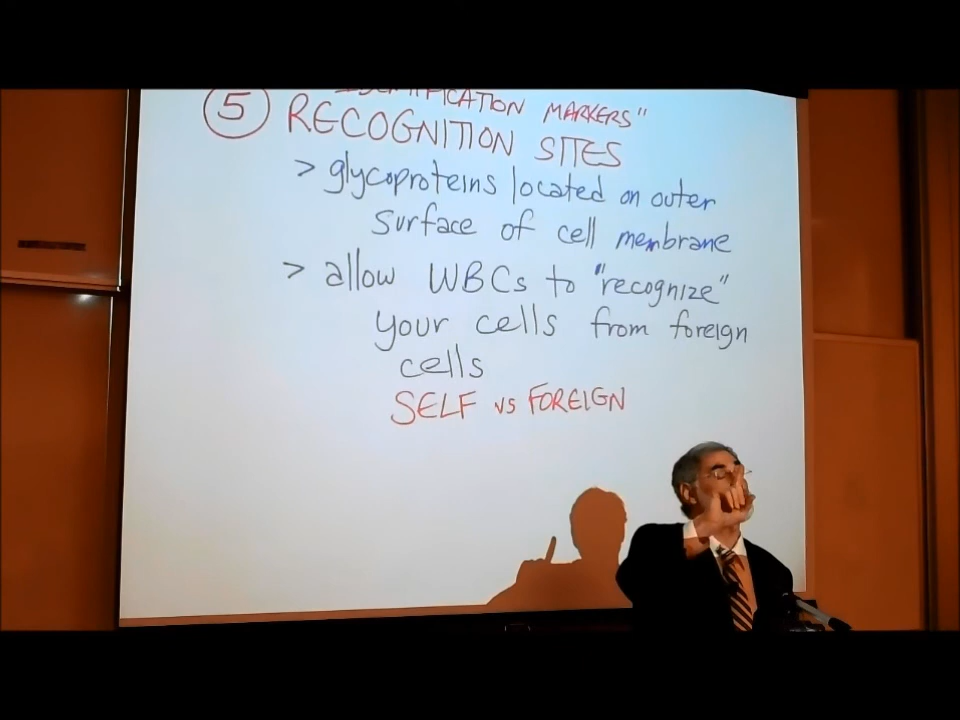 MARKERS"
⑤ RECOGNITION SITES
> glycoproteins located on outer
surface of cell membrane
> allow WBCs to "recognize"
your cells from foreign
cells
SELF vs FOREIGN